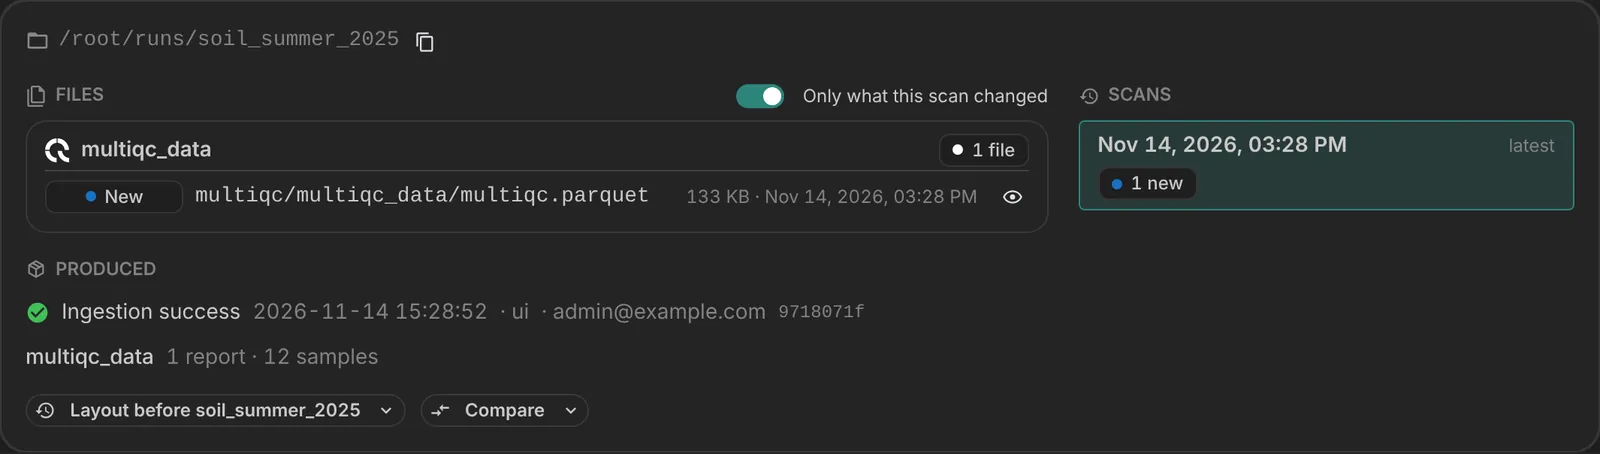 /root/runs/soil_summer_2025
FILES
Only what this scan changed
multiqc_data
1 file
New multiqc/multiqc_data/multiqc.parquet 133 KB · Nov 14, 2026, 03:28 PM
SCANS
Nov 14, 2026, 03:28 PM latest
1 new
PRODUCED
Ingestion success 2026-11-14 15:28:52 · ui · admin@example.com 9718071f
multiqc_data 1 report · 12 samples
Layout before soil_summer_2025
Compare